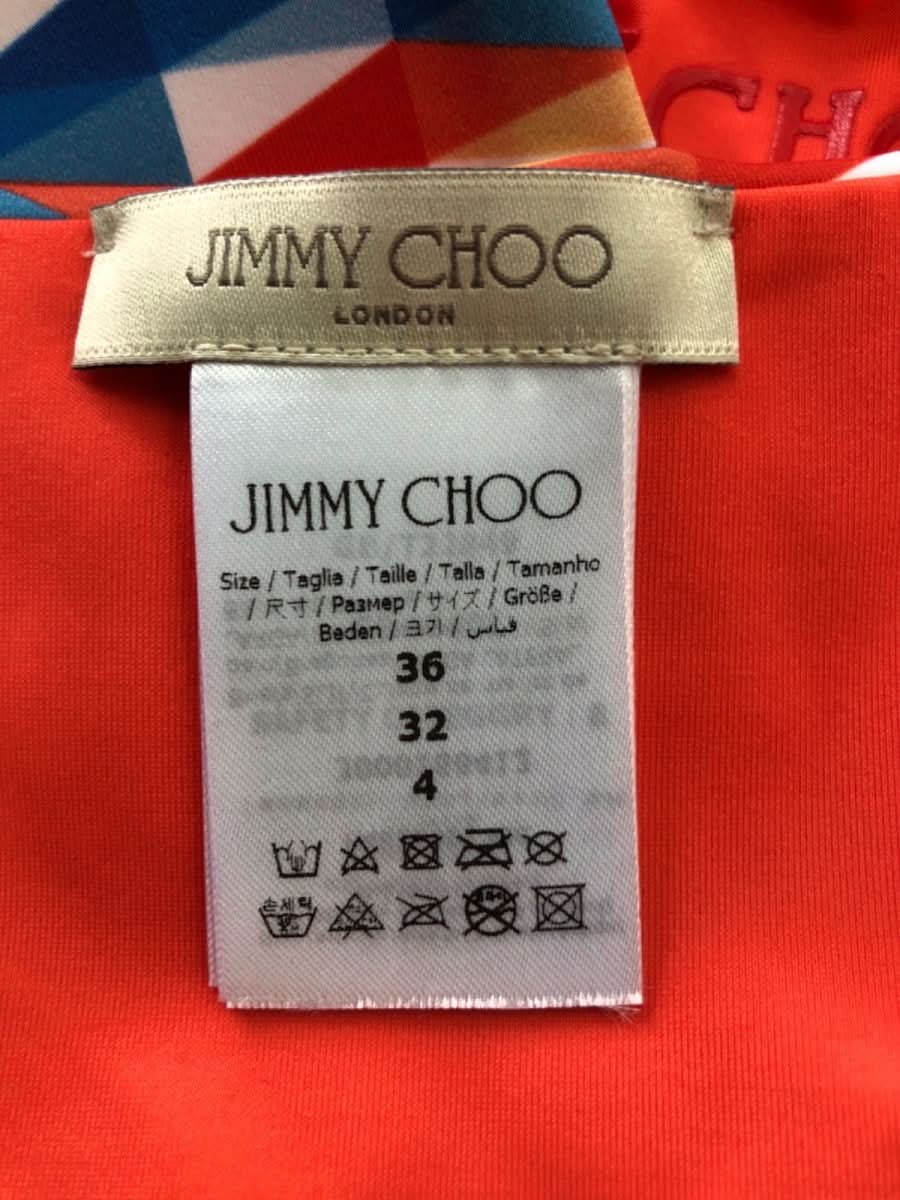 CHO
JIMMY CHOO
LONDON
JIMMY CHOO
Size / Taglia / Taille / Talla / Tamanho
/ 尺寸 / Размер / サイズ / Größe /
Beden / 크기 / قياس
36
32
4
손세탁